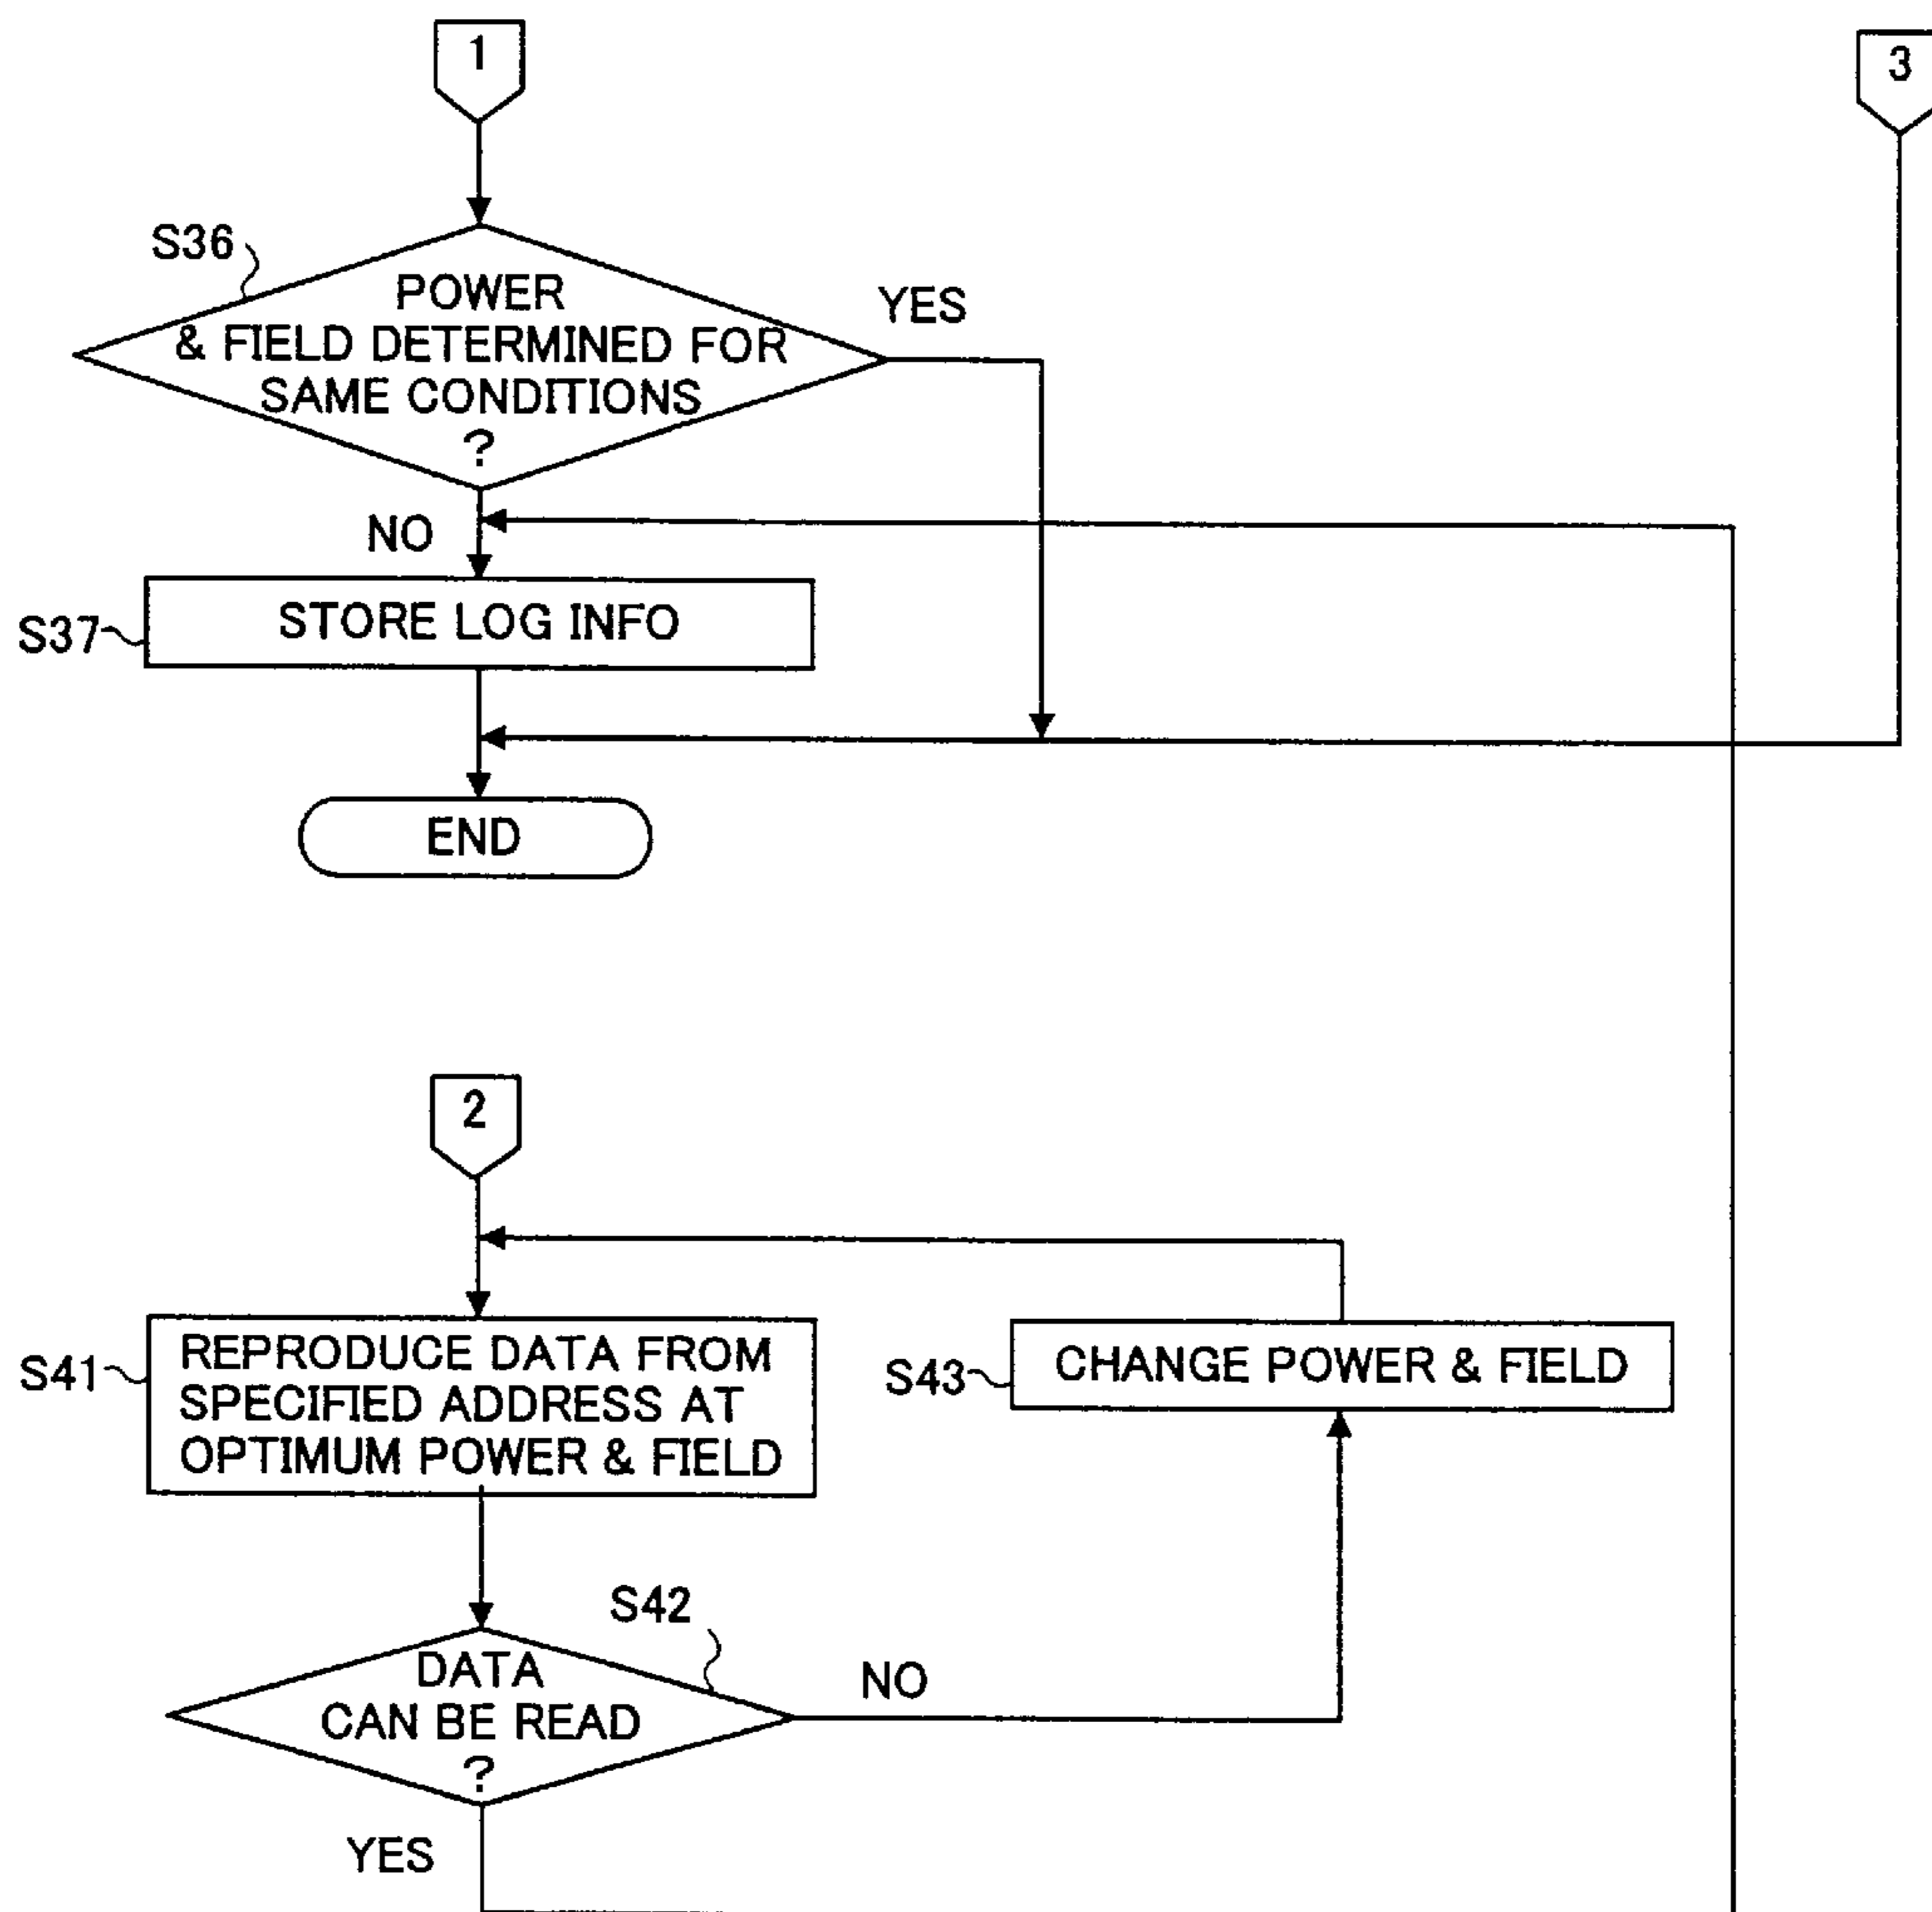 1
3
S36
POWER
& FIELD DETERMINED FOR
SAME CONDITIONS
?
YES
NO
S37
STORE LOG INFO
END
2
S41
REPRODUCE DATA FROM
SPECIFIED ADDRESS AT
OPTIMUM POWER & FIELD
S43
CHANGE POWER & FIELD
S42
DATA
CAN BE READ
?
NO
YES